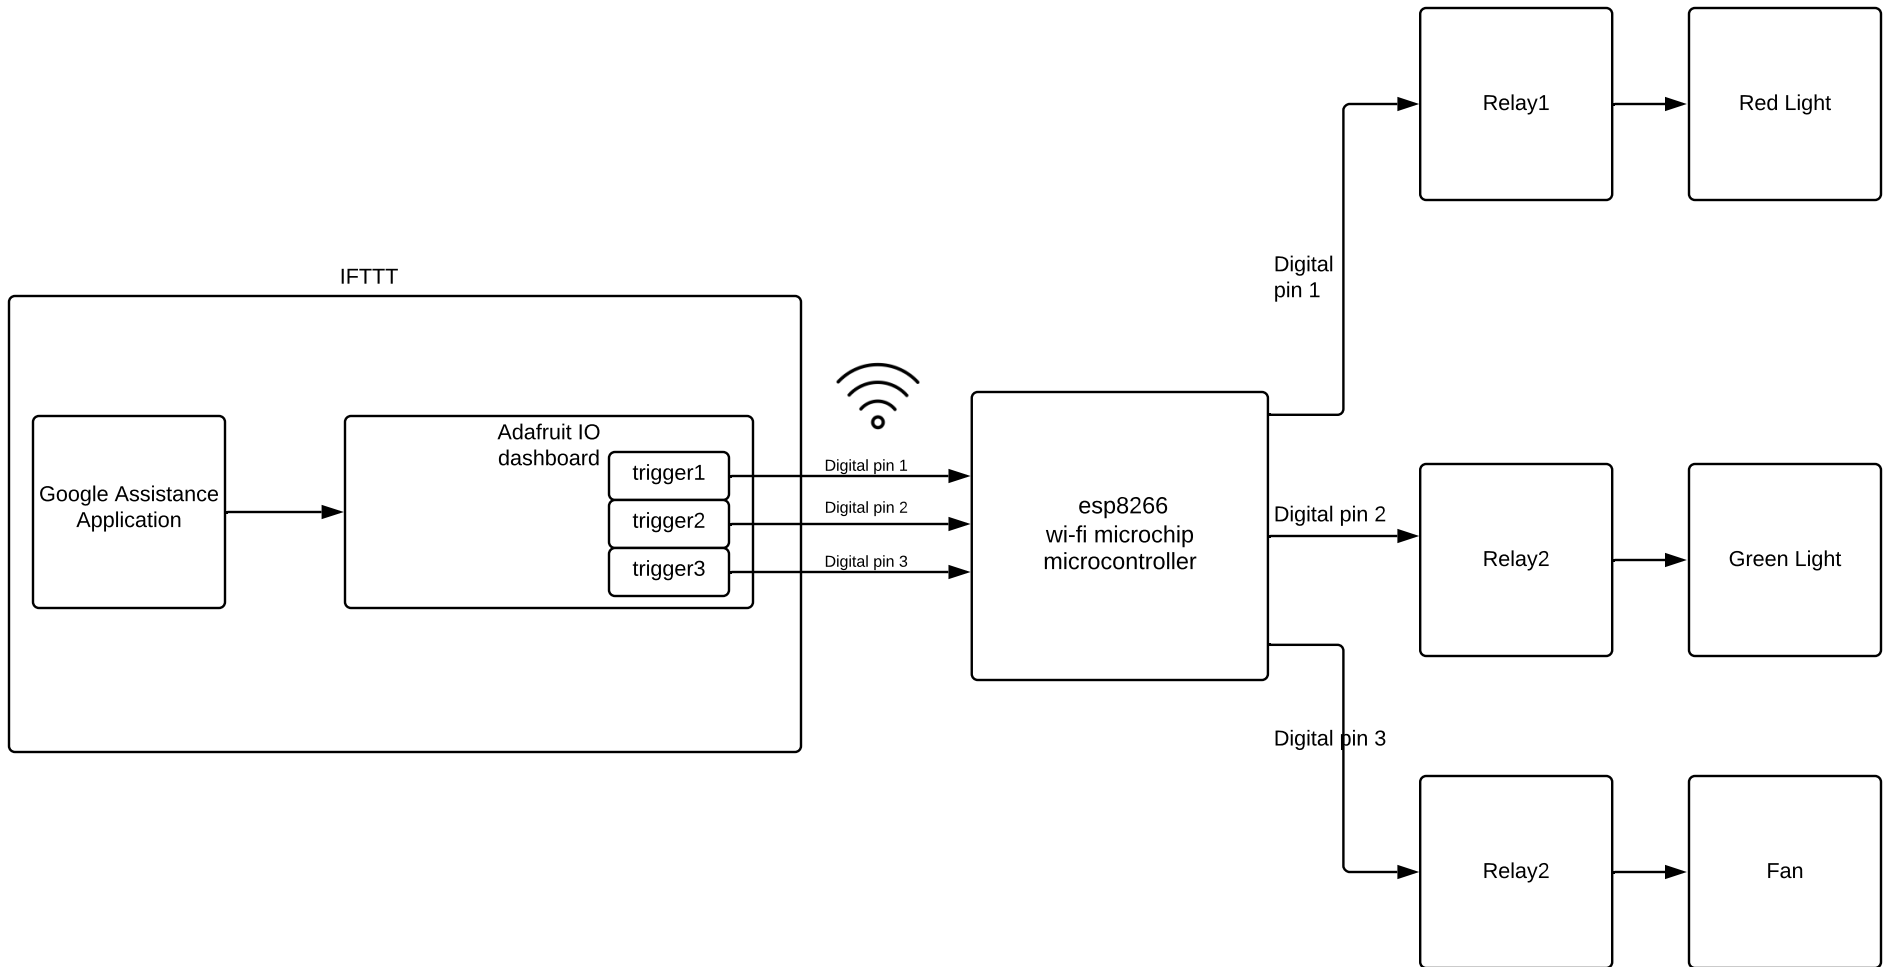 IFTTT
Google Assistance
Application
Adafruit IO
dashboard
trigger1
trigger2
trigger3
Digital pin 1
Digital pin 2
Digital pin 3
esp8266
wi-fi microchip
microcontroller
Digital
pin 1
Digital pin 2
Digital pin 3
Relay1
Red Light
Relay2
Green Light
Relay2
Fan